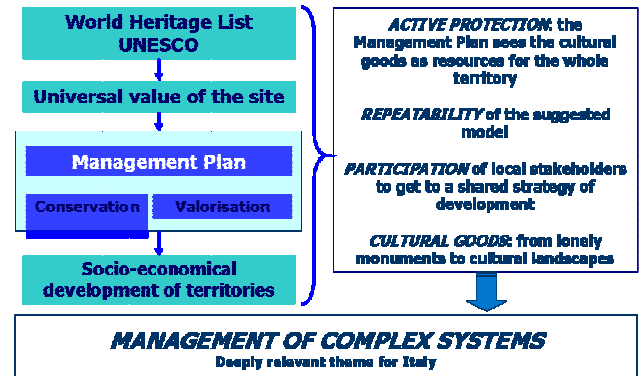 World Heritage List
UNESCO
Universal value of the site
Management Plan
Conservation
Valorisation
Socio-economical
development of territories
ACTIVE PROTECTION: the
Management Plan sees the cultural
goods as resources for the whole
territory
REPEATABILITY of the suggested
model
PARTICIPATION of local stakeholders
to get to a shared strategy of
development
CULTURAL GOODS: from lonely
monuments to cultural landscapes
MANAGEMENT OF COMPLEX SYSTEMS
Deeply relevant theme for Italy